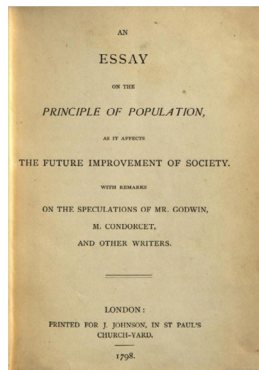 AN
ESSAY
ON THE
PRINCIPLE OF POPULATION,
AS IT AFFECTS
THE FUTURE IMPROVEMENT OF SOCIETY.
WITH REMARKS
ON THE SPECULATIONS OF MR. GODWIN,
M. CONDORCET,
AND OTHER WRITERS.
LONDON:
PRINTED FOR J. JOHNSON, IN ST PAUL'S
CHURCH-YARD.
1798.